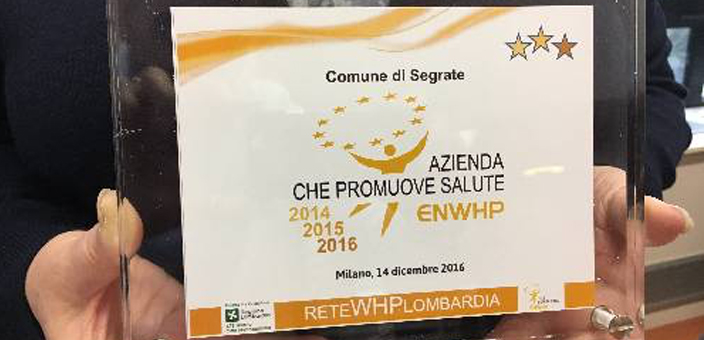 Comune di Segrate
AZIENDA
CHE PROMUOVE SALUTE
2014
2015
2016
ENWHP
Milano, 14 dicembre 2016
RETEWHPLOMBARDIA